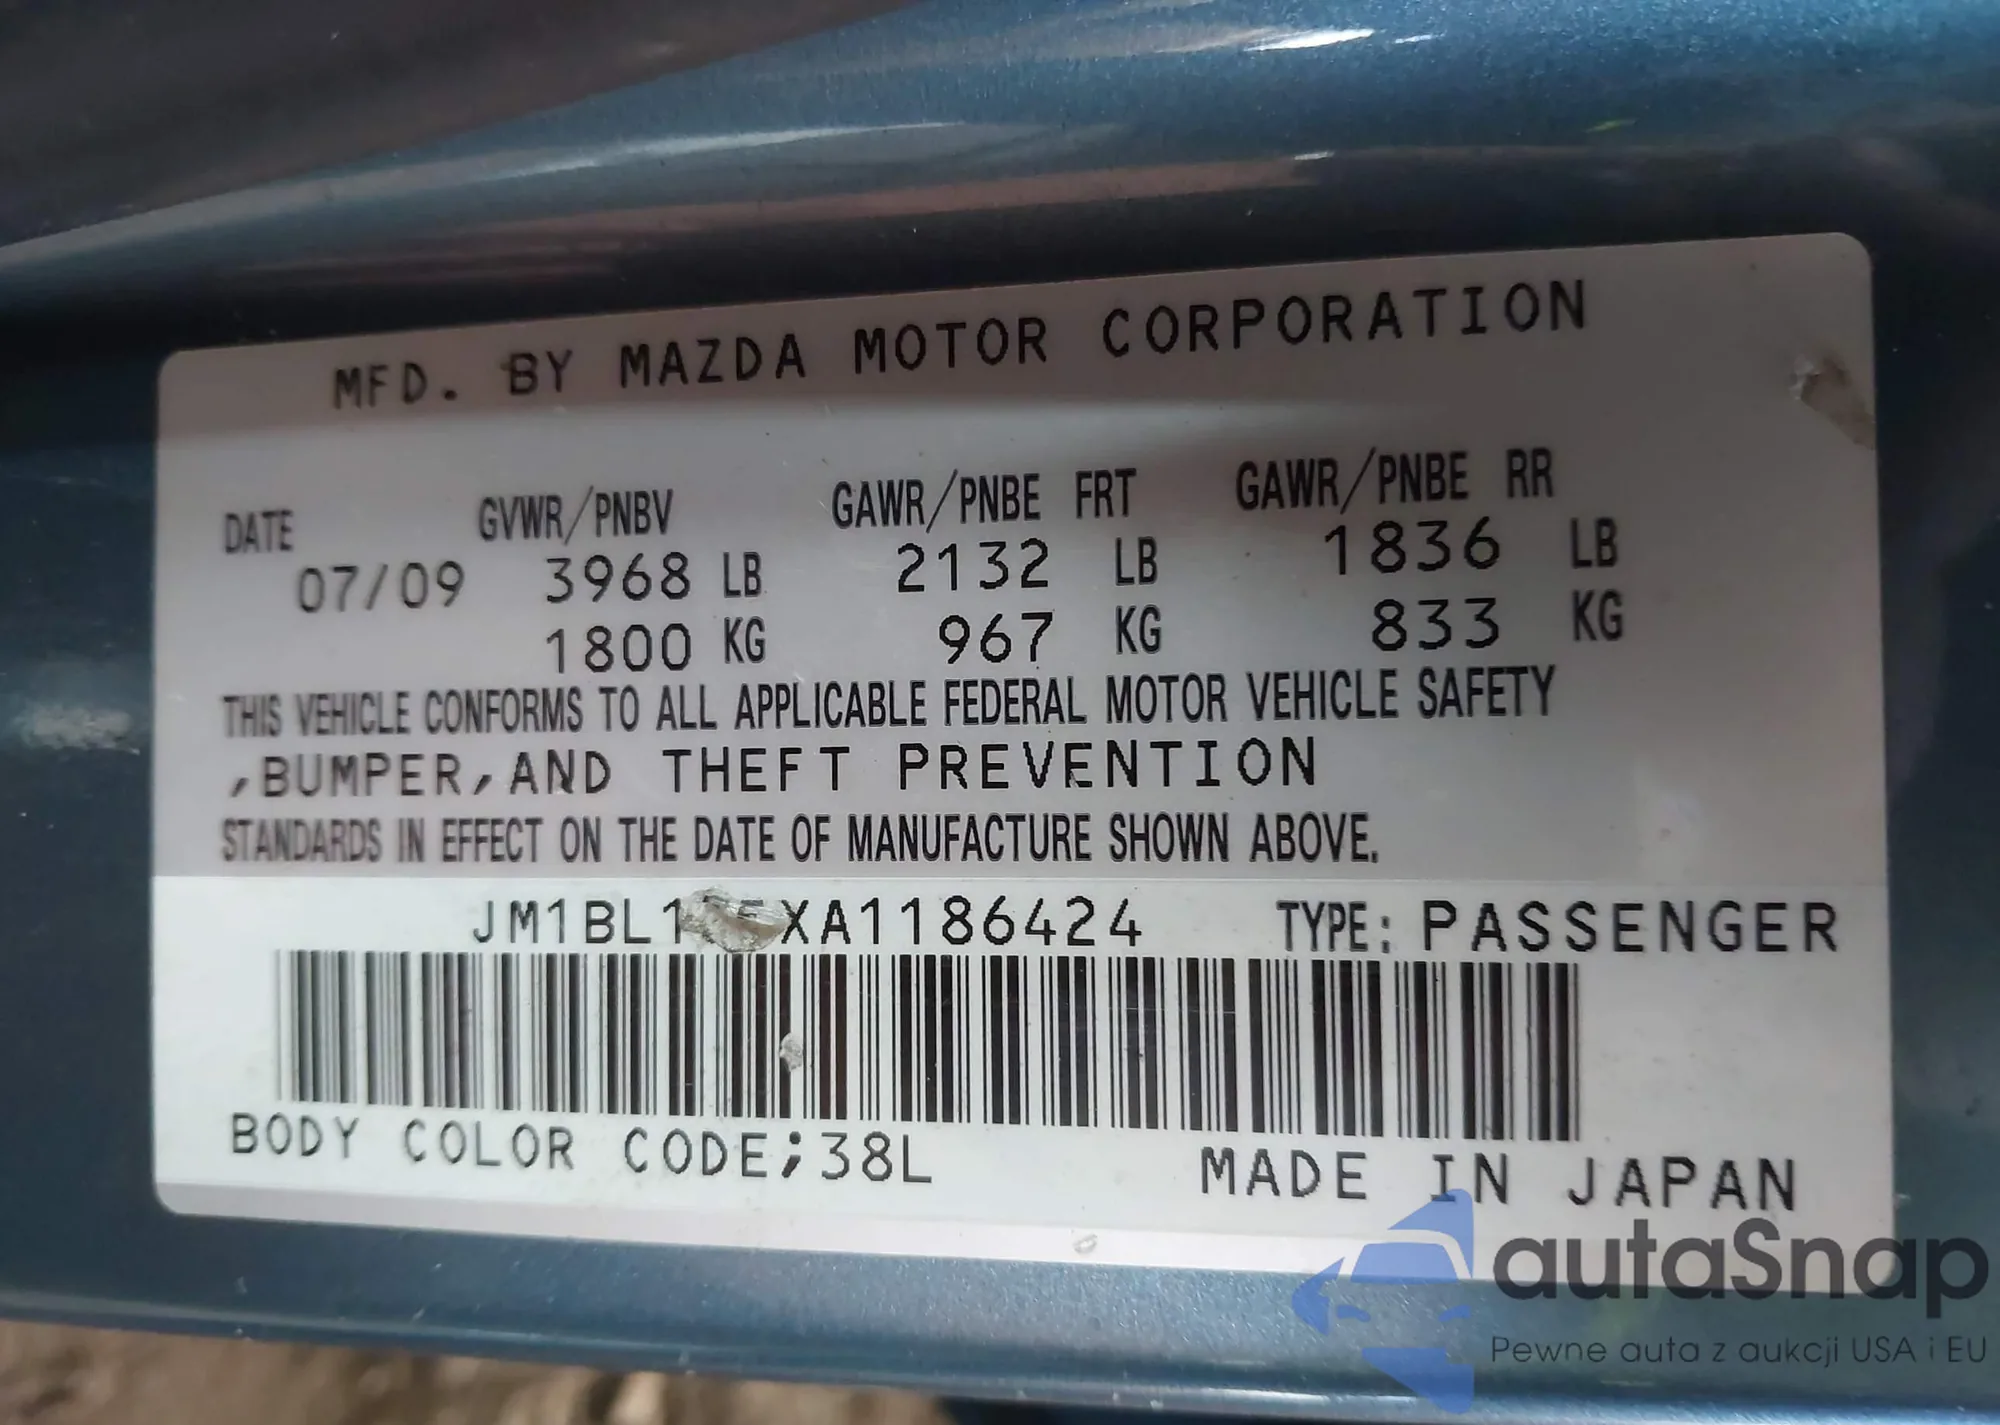 MFD. BY MAZDA MOTOR CORPORATION
DATE GVWR/PNBV GAWR/PNBE FRT GAWR/PNBE RR
07/09 3968 LB 2132 LB 1836 LB
1800 KG 967 KG 833 KG
THIS VEHICLE CONFORMS TO ALL APPLICABLE FEDERAL MOTOR VEHICLE SAFETY
,BUMPER,AND THEFT PREVENTION
STANDARDS IN EFFECT ON THE DATE OF MANUFACTURE SHOWN ABOVE.
TYPE: PASSENGER
BODY COLOR CODE;38L
MADE IN JAPAN
autaSnap
Pewne auta z aukcji USA i EU